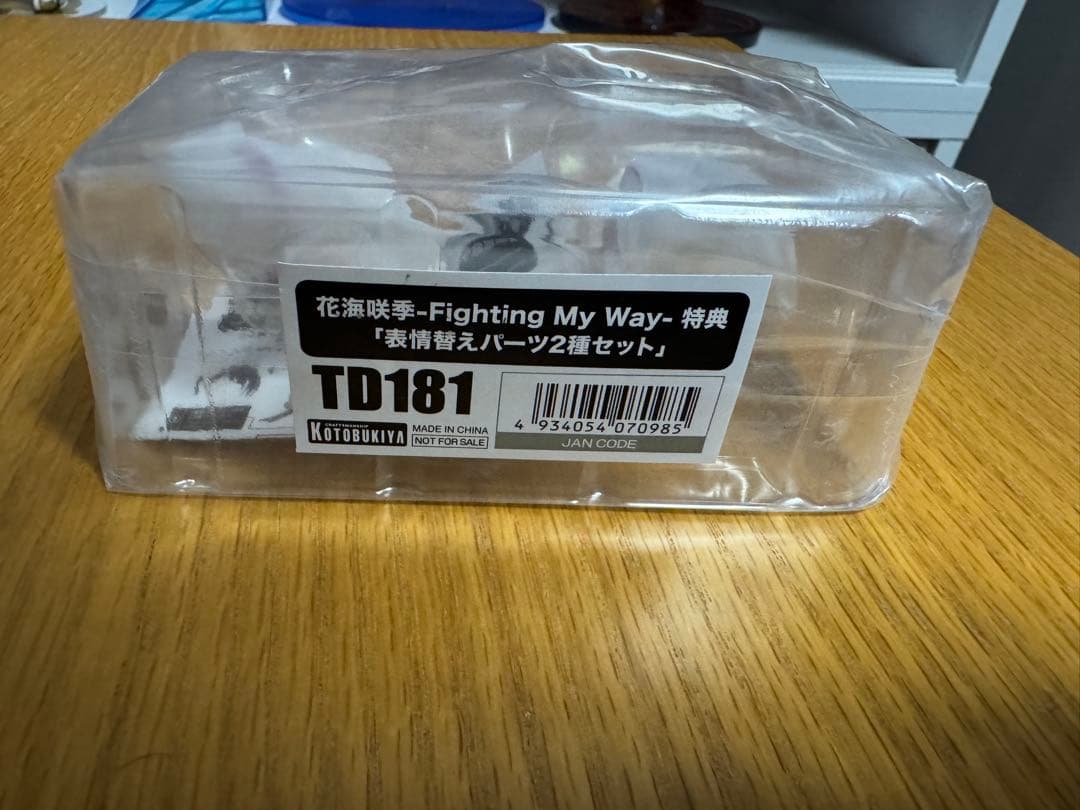 花海咲季-Fighting My Way- 特典
「表情替えパーツ2種セット」
TD181
CRAFTSMANSHIP
KOTOBUKIYA
MADE IN CHINA
NOT FOR SALE
4 934054 070985
JAN CODE